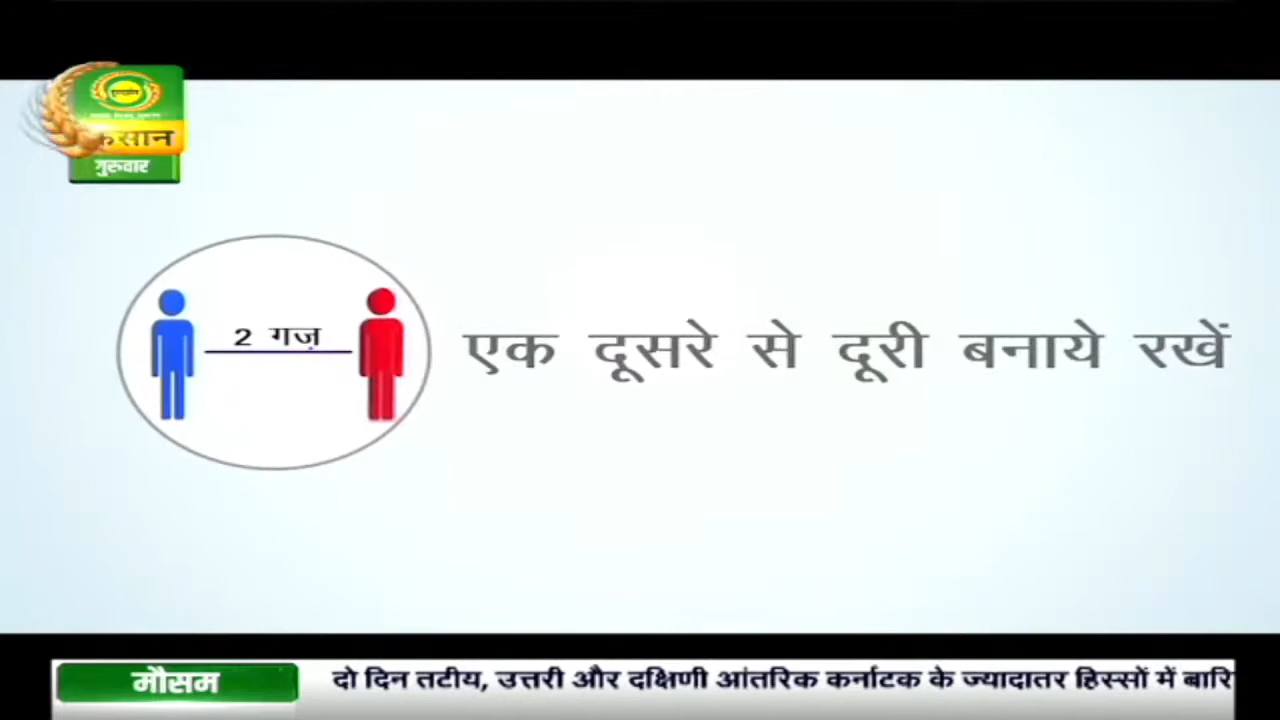 किसान
गुरुवार
2 गज़
एक दूसरे से दूरी बनाये रखें
मौसम
दो दिन तटीय, उत्तरी और दक्षिणी आंतरिक कर्नाटक के ज्यादातर हिस्सों में बारि